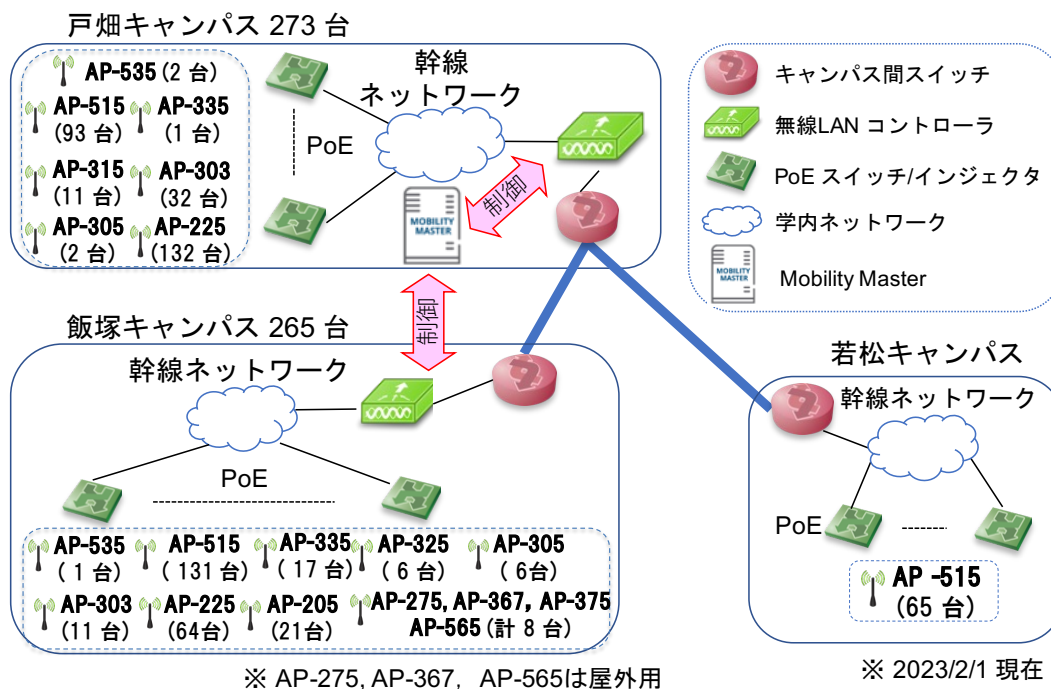 戸畑キャンパス 273 台
AP-535 (2 台)
AP-515 AP-335
(93 台) (1 台)
AP-315 AP-303
(11 台) (32 台)
AP-305 AP-225
(2 台) (132 台)
幹線
ネットワーク
PoE
制御
MOBILITY
MASTER
キャンパス間スイッチ
無線LAN コントローラ
PoE スイッチ/インジェクタ
学内ネットワーク
MOBILITY
MASTER
Mobility Master
制御
飯塚キャンパス 265 台
幹線ネットワーク
PoE
AP-535 AP-515 AP-335 AP-325 AP-305
( 1 台) ( 131 台) ( 17 台) ( 6 台) ( 6台)
AP-303 AP-225 AP-205 AP-275, AP-367, AP-375
(11 台) (64台) (21台) AP-565 (計 8 台)
※ AP-275, AP-367, AP-565は屋外用
若松キャンパス
幹線ネットワーク
PoE
AP -515
(65 台)
※ 2023/2/1 現在